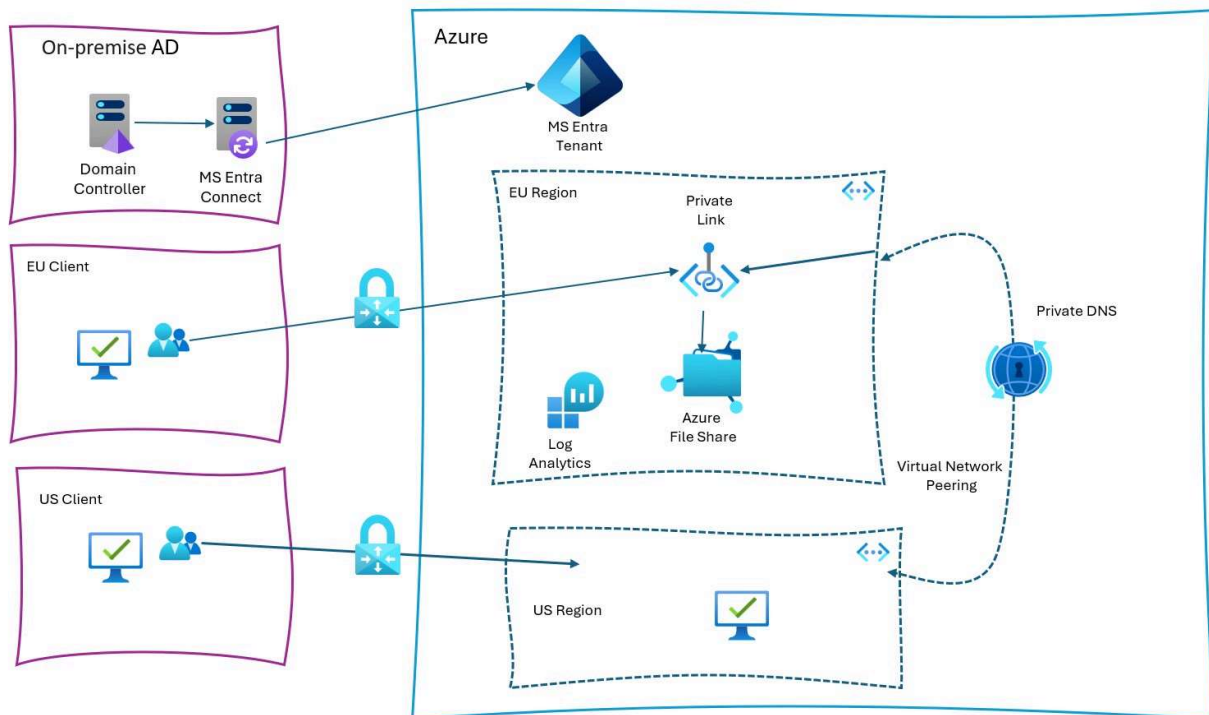 On-premise AD
Azure
MS Entra
Tenant
Domain
Controller
MS Entra
Connect
EU Region
Private
Link
EU Client
Private DNS
Azure
File Share
Log
Analytics
Virtual Network
Peering
US Client
US Region